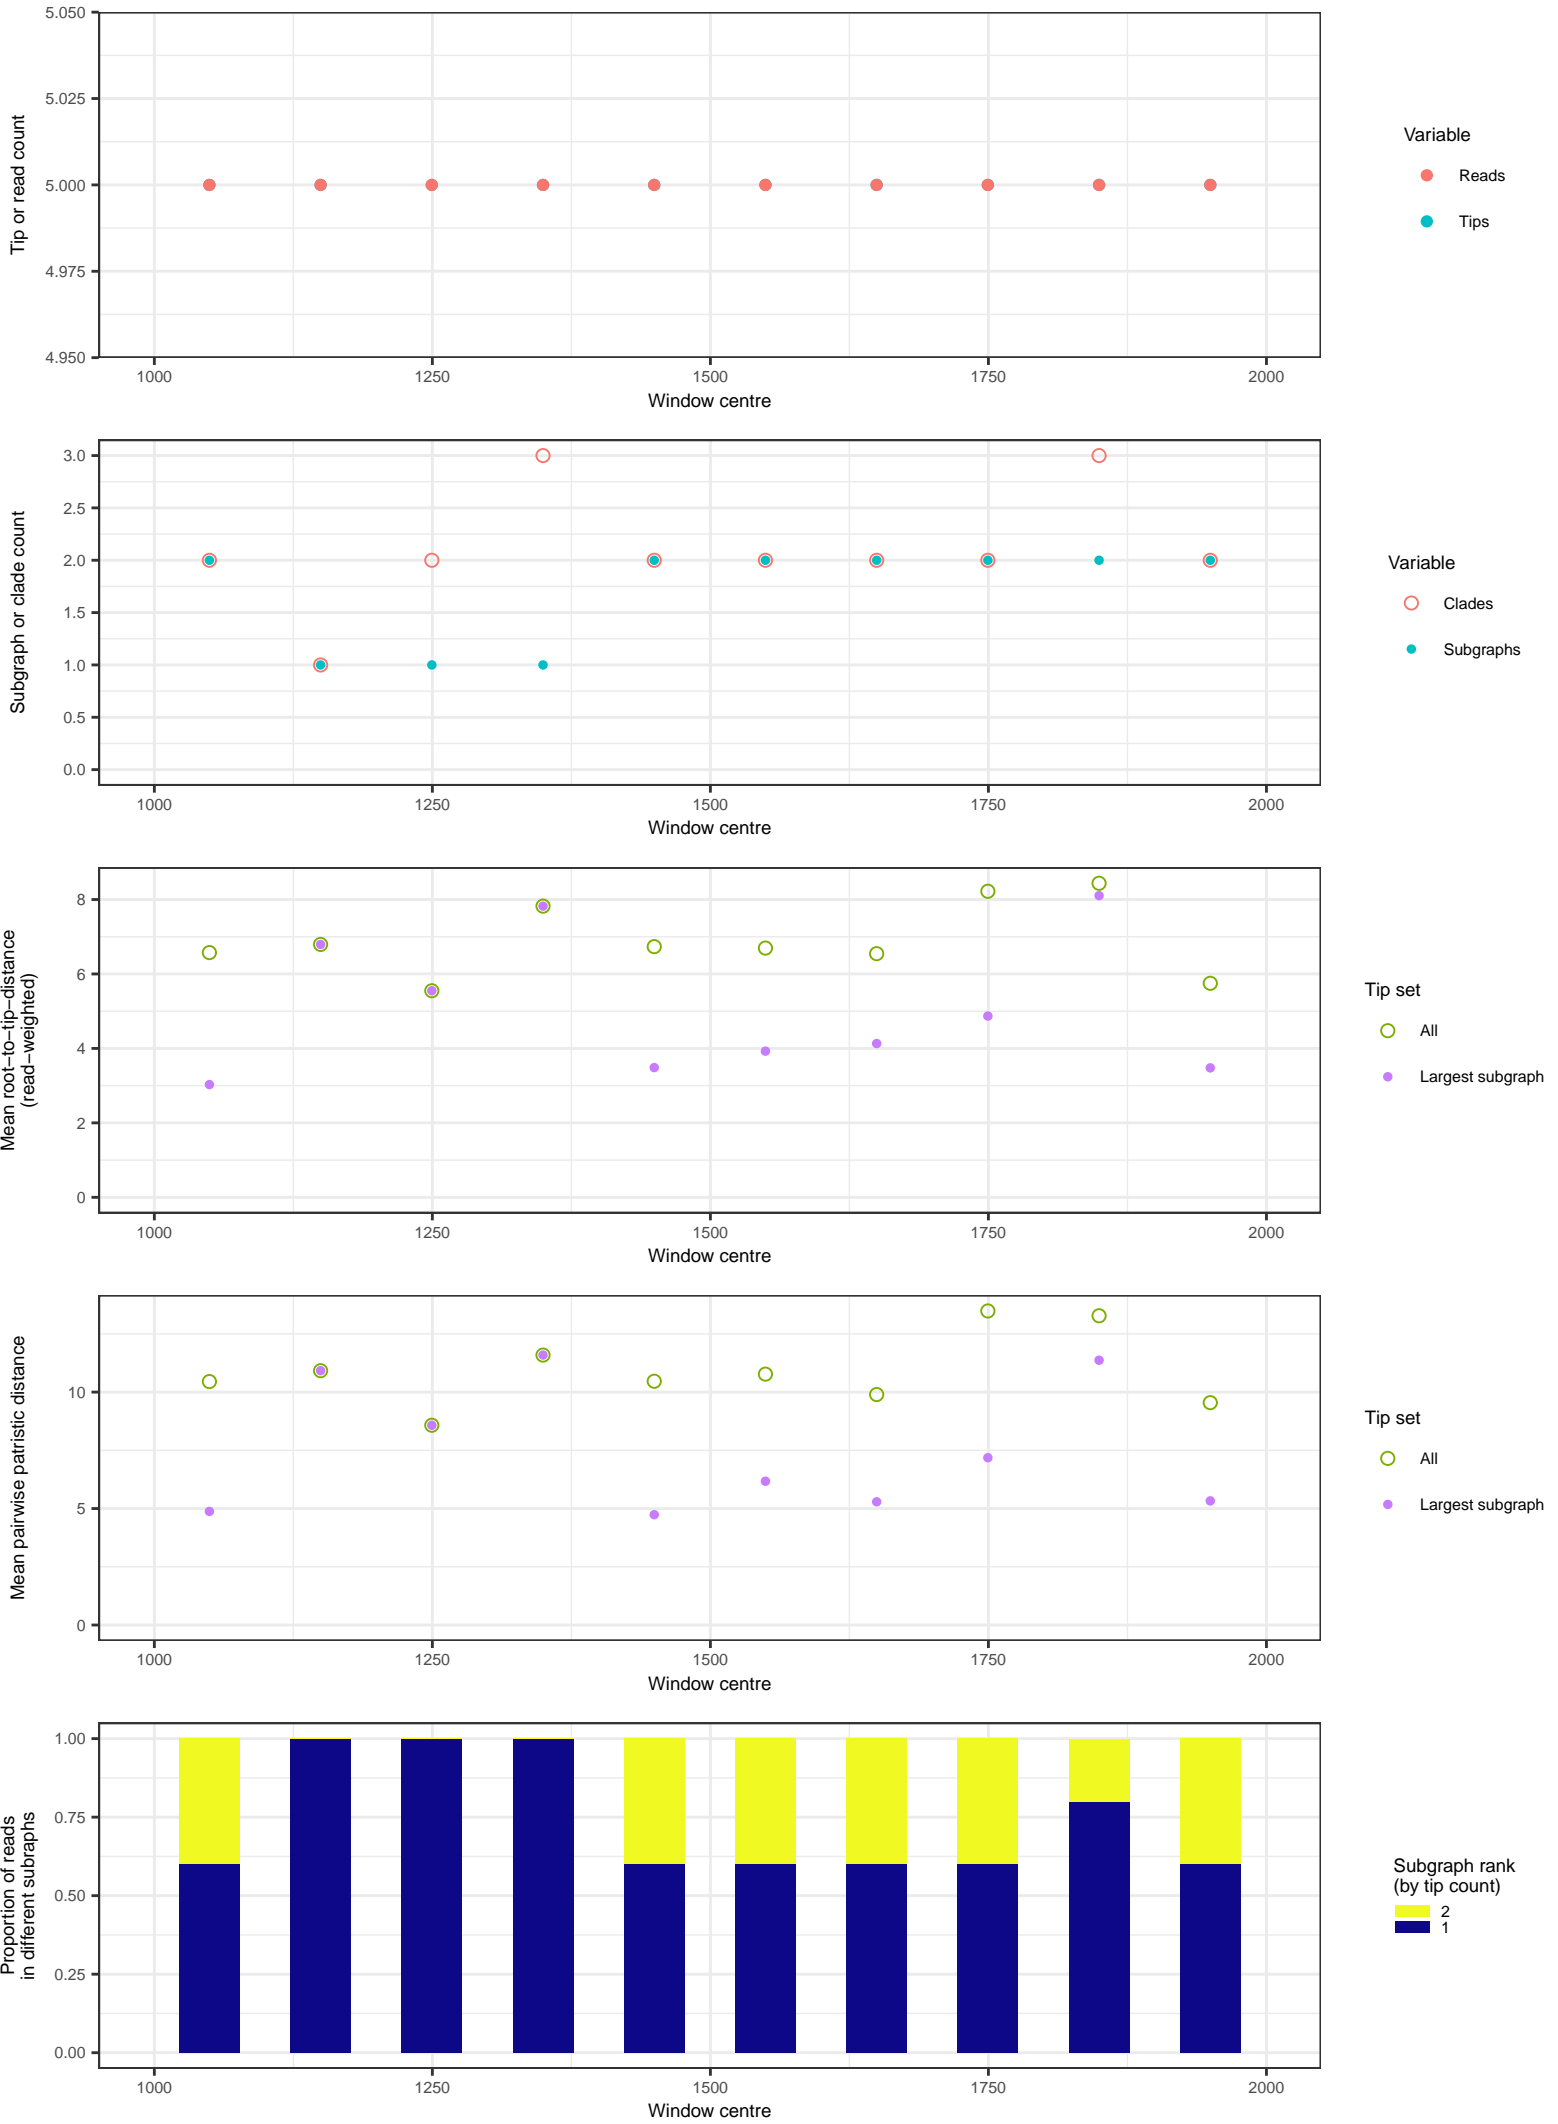 5.050
5.025
5.000
4.975
4.950
Tip or read count
1000 1250 1500 1750 2000
Window centre
Variable
Reads
Tips
3.0
2.5
2.0
1.5
1.0
0.5
0.0
Subgraph or clade count
1000 1250 1500 1750 2000
Window centre
Variable
Clades
Subgraphs
8
6
4
2
0
Mean root−to−tip−distance
(read−weighted)
1000 1250 1500 1750 2000
Window centre
Tip set
All
Largest subgraph
10
5
0
Mean pairwise patristic distance
1000 1250 1500 1750 2000
Window centre
Tip set
All
Largest subgraph
1.00
0.75
0.50
0.25
0.00
Proportion of reads
in different subraphs
1000 1250 1500 1750 2000
Window centre
Subgraph rank
(by tip count)
2
1